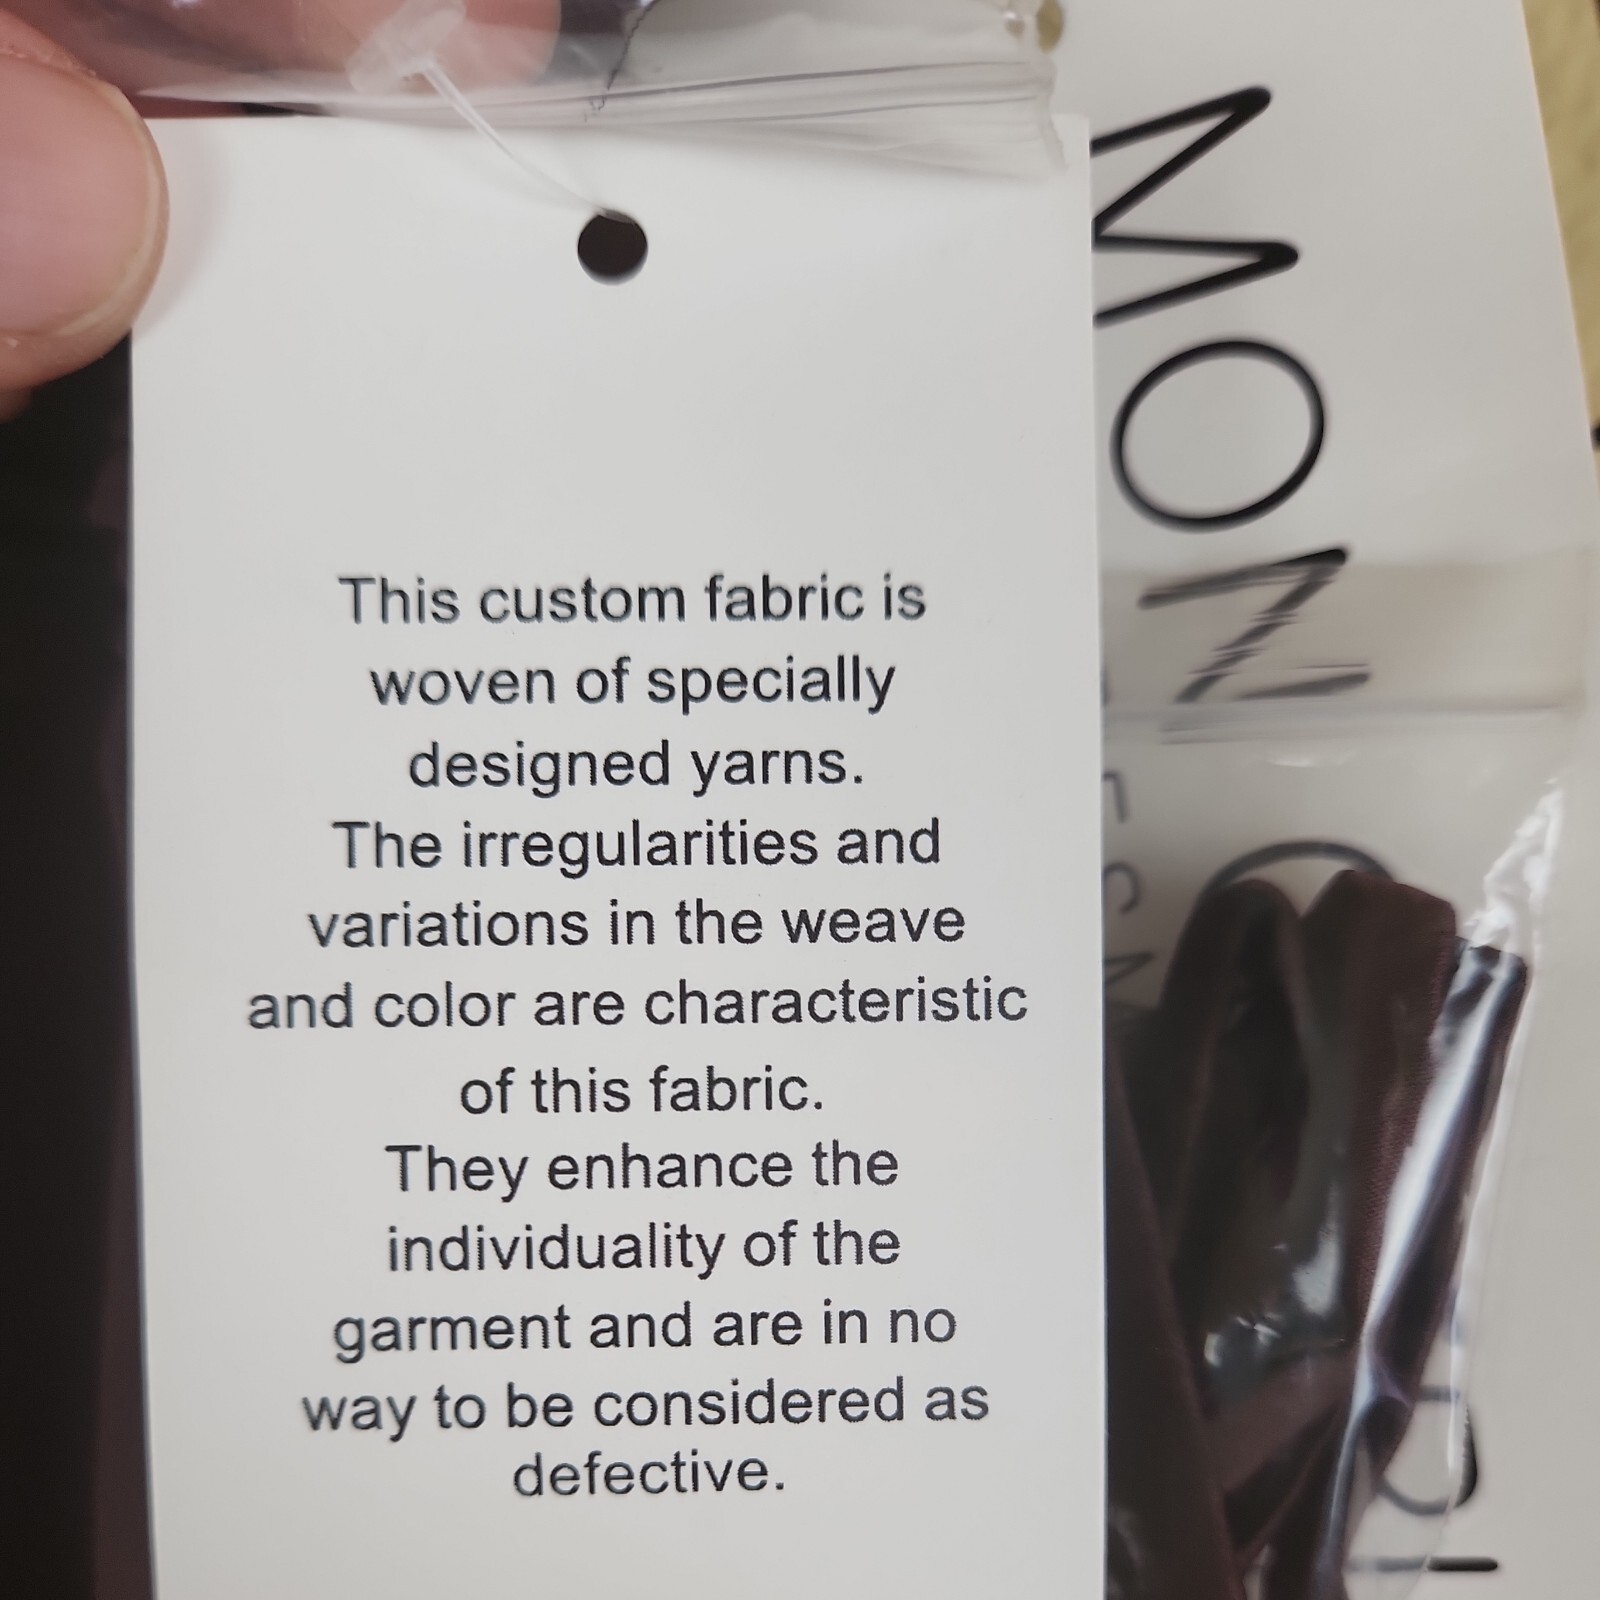 This custom fabric is
woven of specially
designed yarns.
The irregularities and
variations in the weave
and color are characteristic
of this fabric.
They enhance the
individuality of the
garment and are in no
way to be considered as
defective.
MON